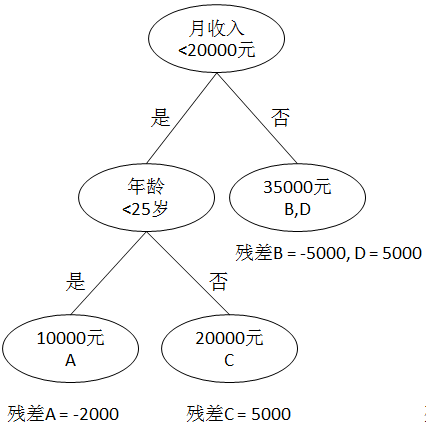 月收入
<20000元
是
否
年龄
<25岁
35000元
B,D
残差B = -5000, D = 5000
是
否
10000元
A
20000元
C
残差A = -2000
残差C = 5000